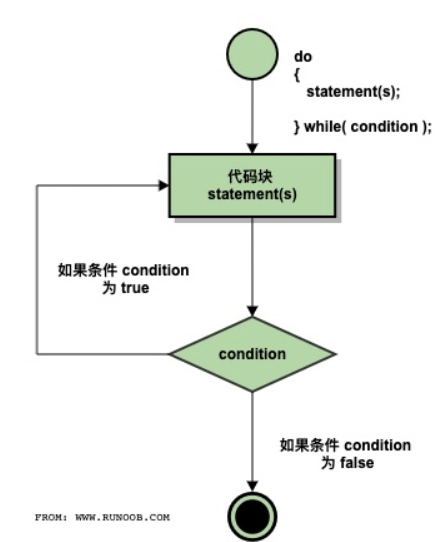 do
{
statement(s);
} while( condition );
代码块
statement(s)
如果条件 condition
为 true
condition
如果条件 condition
为 false
FROM: WWW.RUNOOB.COM